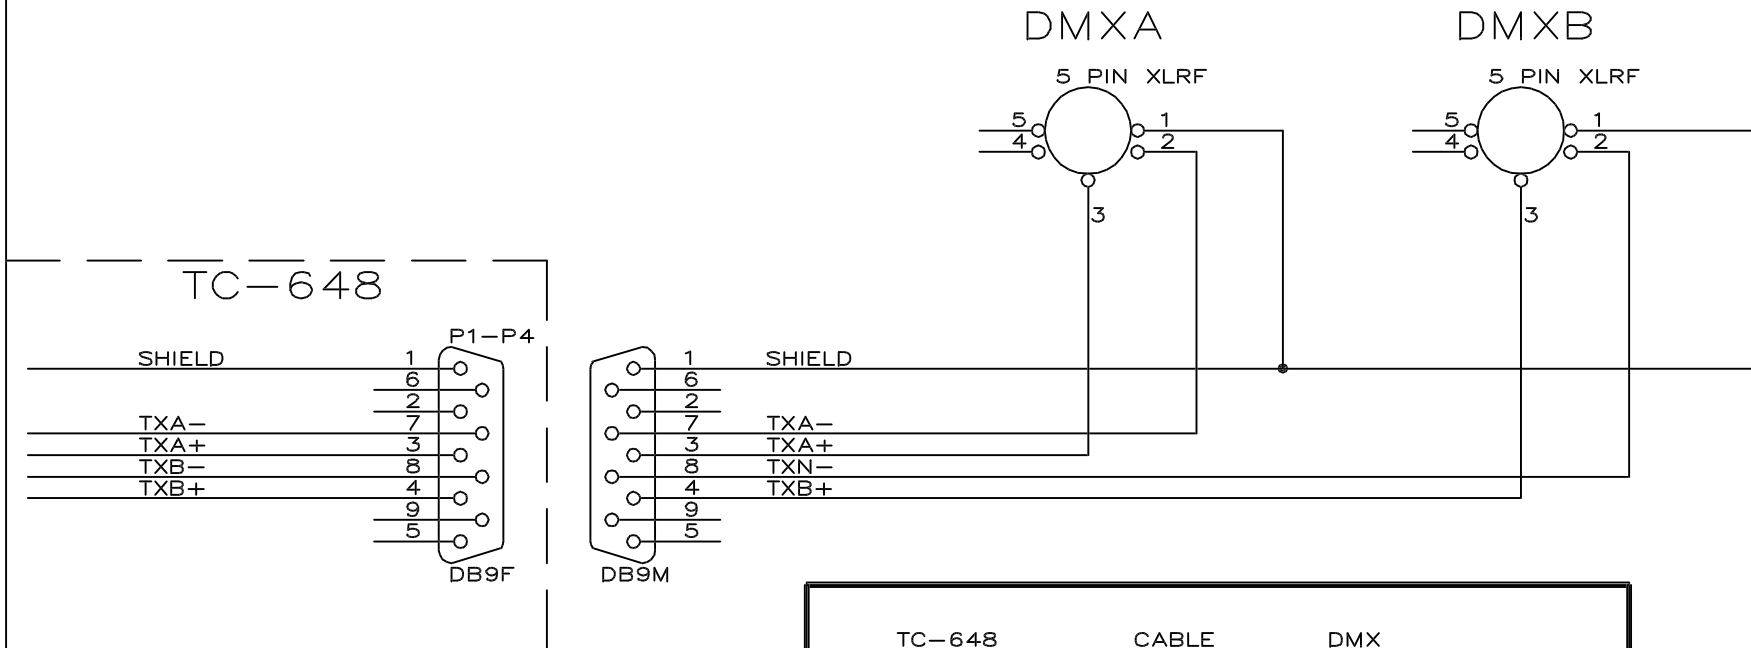 DMXA DMXB
5 PIN XLRF 5 PIN XLRF
5 1 5 1
4 2 4 2
3 3
TC-648
P1-P4
SHIELD 1 1 SHIELD
6 6
2 2
TXA- 7 7 TXA-
TXA+ 3 3 TXA+
TXB- 8 8 TXN-
TXB+ 4 4 TXB+
9 9
5 5
DB9F DB9M
TC-648 CABLE DMX